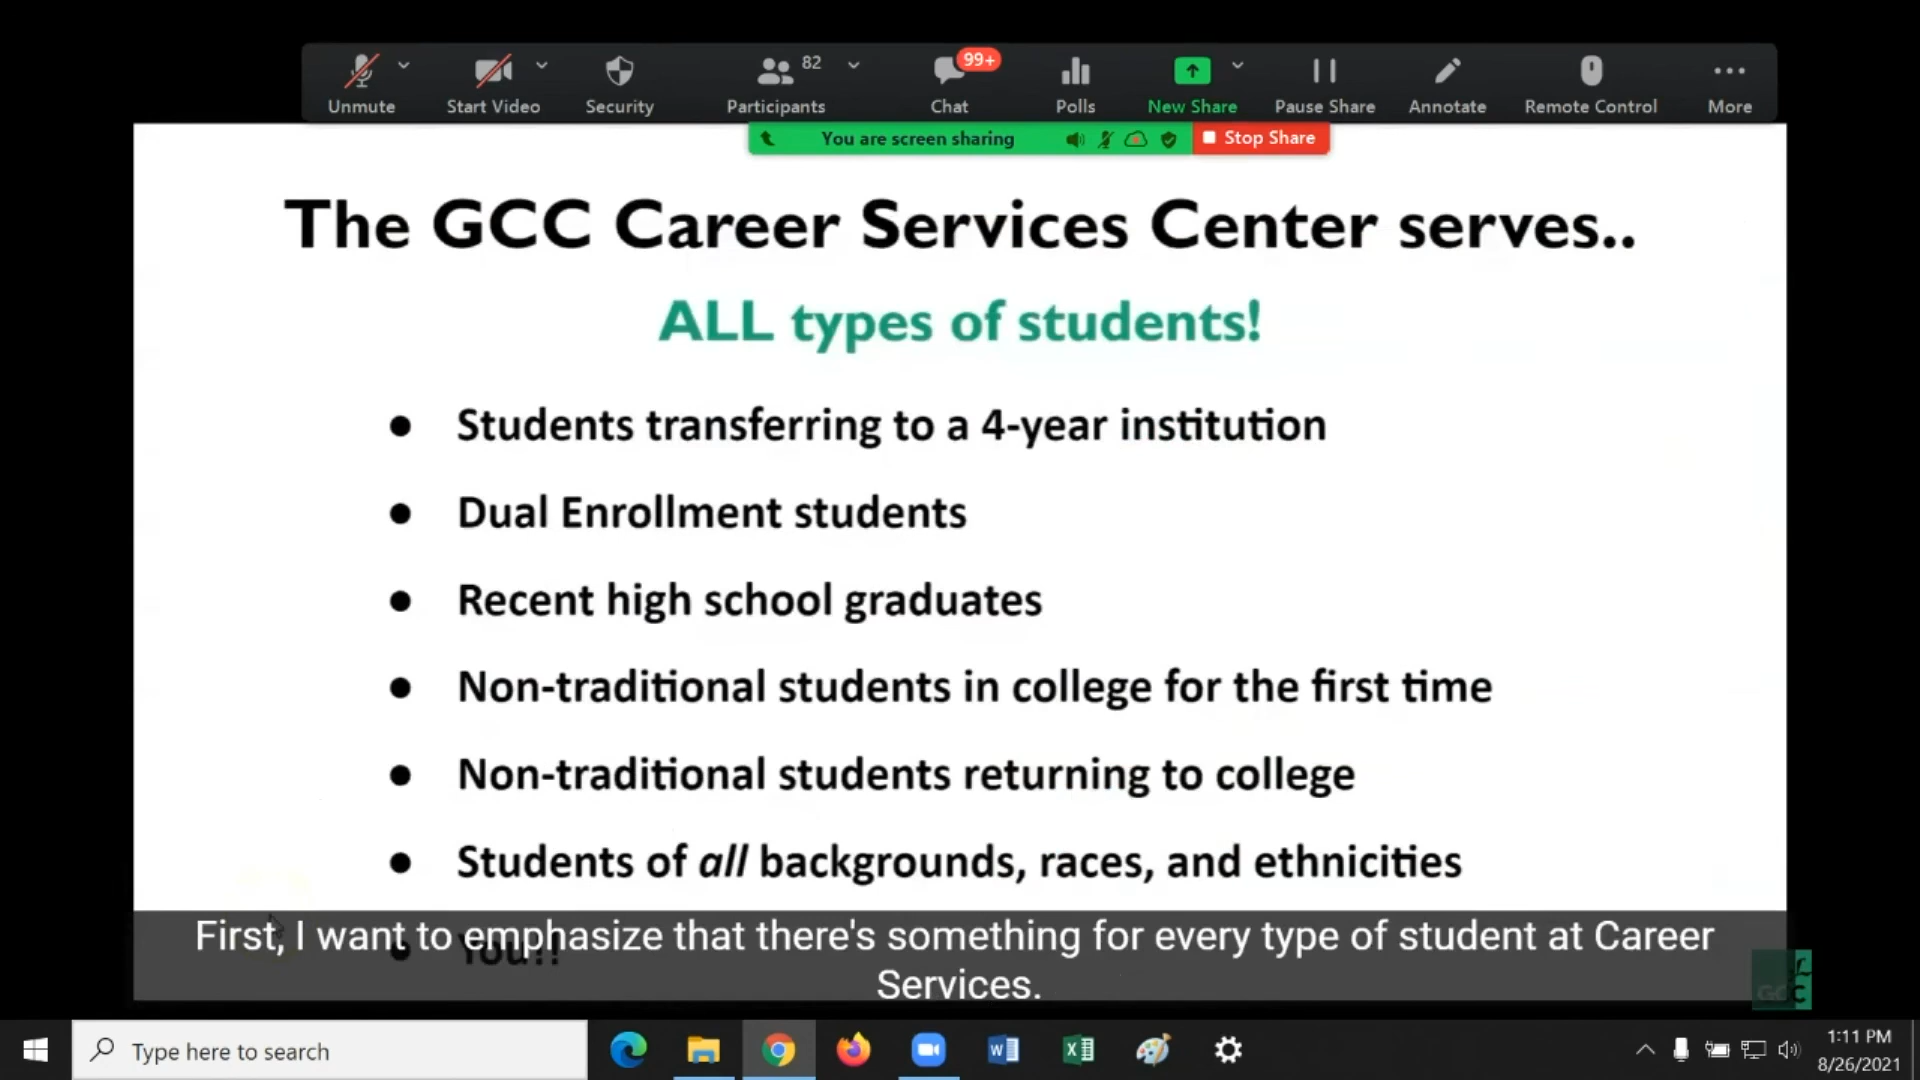 82
99+
Unmute
Start Video
Security
Participants
Chat
Polls
New Share
Pause Share
Annotate
Remote Control
More
You are screen sharing
Stop Share
The GCC Career Services Center serves..
ALL types of students!
● Students transferring to a 4-year institution
● Dual Enrollment students
● Recent high school graduates
● Non-traditional students in college for the first time
● Non-traditional students returning to college
● Students of all backgrounds, races, and ethnicities
● You!!
First, I want to emphasize that there's something for every type of student at Career
Services.
GCC
Type here to search
1:11 PM
8/26/2021